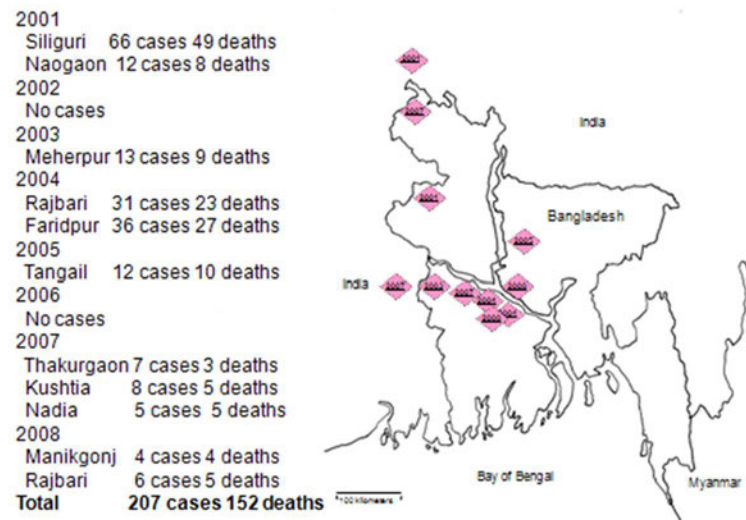 2001
Siliguri 66 cases 49 deaths
Naogaon 12 cases 8 deaths
2002
No cases
2003
Meherpur 13 cases 9 deaths
2004
Rajbari 31 cases 23 deaths
Faridpur 36 cases 27 deaths
2005
Tangail 12 cases 10 deaths
2006
No cases
2007
Thakurgaon 7 cases 3 deaths
Kushtia 8 cases 5 deaths
Nadia 5 cases 5 deaths
2008
Manikgonj 4 cases 4 deaths
Rajbari 6 cases 5 deaths
Total 207 cases 152 deaths
India
Bangladesh
India
Bay of Bengal
Myanmar
100 kilometers